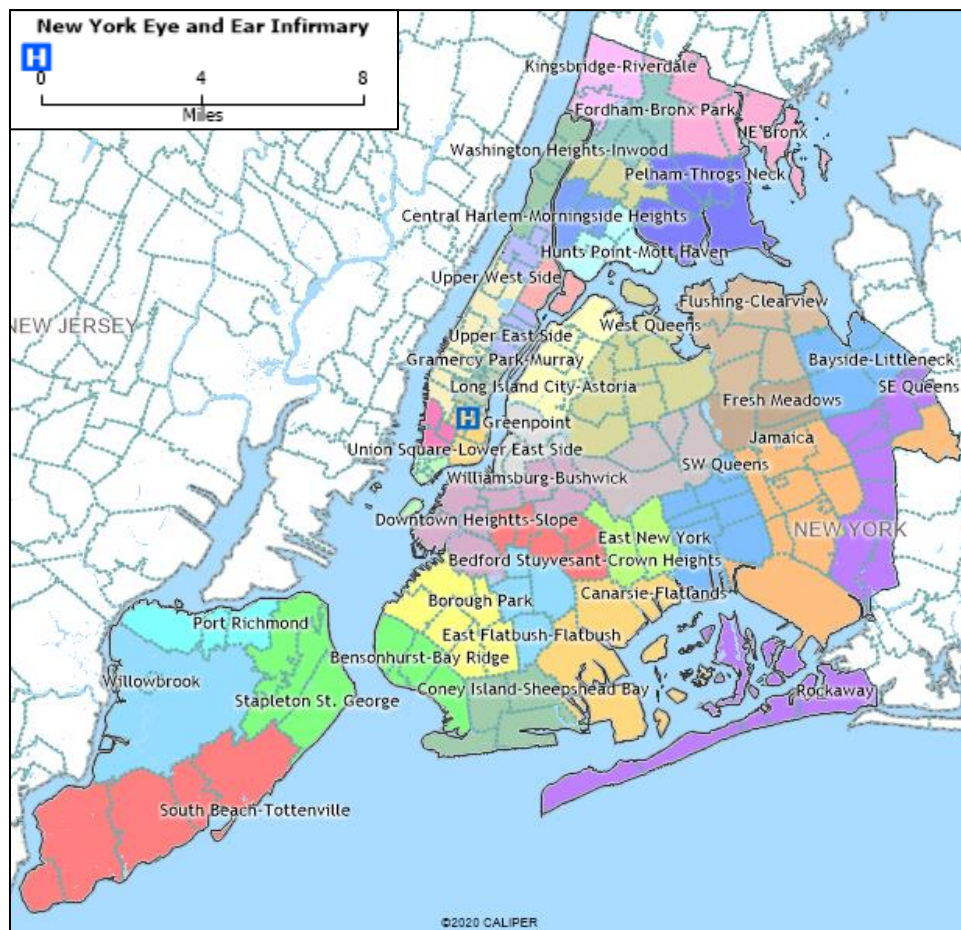 New York Eye and Ear Infirmary
H
0 4 8
Miles
Kingsbridge-Riverdale
Fordham-Bronx Park
NE Bronx
Washington Heights-Inwood
Pelham-Throgs Neck
Central Harlem-Morningside Heights
Hunts Point-Mott Haven
Upper West Side
Flushing-Clearview
NEW JERSEY
West Queens
Upper East Side
Gramercy Park-Murray
Bayside-Littleneck
Long Island City-Astoria
SE Queens
Fresh Meadows
H
Greenpoint
Jamaica
Union Square-Lower East Side
SW Queens
Williamsburg-Bushwick
Downtown Heightts-Slope
NEW YORK
East New York
Bedford Stuyvesant-Crown Heights
Canarsie-Flatlands
Borough Park
Port Richmond
East Flatbush-Flatbush
Bensonhurst-Bay Ridge
Willowbrook
Coney Island-Sheepshead Bay
Rockaway
Stapleton St. George
South Beach-Tottenville
©2020 CALIPER